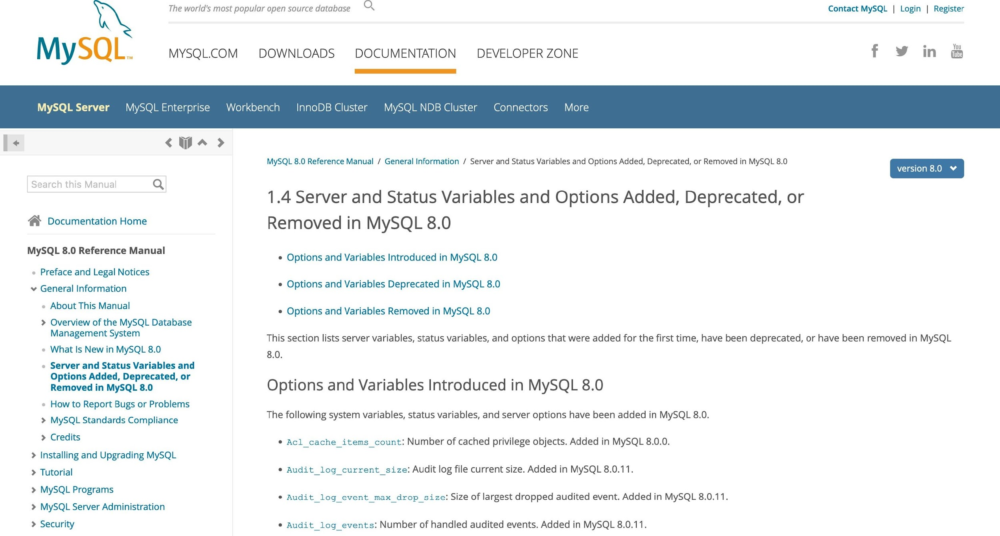 The world's most popular open source database
Contact MySQL | Login | Register
MySQL™
MYSQL.COM DOWNLOADS DOCUMENTATION DEVELOPER ZONE
You
Tube
MySQL Server MySQL Enterprise Workbench InnoDB Cluster MySQL NDB Cluster Connectors More
Search this Manual
Documentation Home
MySQL 8.0 Reference Manual
Preface and Legal Notices
General Information
About This Manual
Overview of the MySQL Database
Management System
What Is New in MySQL 8.0
Server and Status Variables and
Options Added, Deprecated, or
Removed in MySQL 8.0
How to Report Bugs or Problems
MySQL Standards Compliance
Credits
Installing and Upgrading MySQL
Tutorial
MySQL Programs
MySQL Server Administration
Security
MySQL 8.0 Reference Manual / General Information / Server and Status Variables and Options Added, Deprecated, or Removed in MySQL 8.0
version 8.0
1.4 Server and Status Variables and Options Added, Deprecated, or
Removed in MySQL 8.0
• Options and Variables Introduced in MySQL 8.0
• Options and Variables Deprecated in MySQL 8.0
• Options and Variables Removed in MySQL 8.0
This section lists server variables, status variables, and options that were added for the first time, have been deprecated, or have been removed in MySQL
8.0.
Options and Variables Introduced in MySQL 8.0
The following system variables, status variables, and server options have been added in MySQL 8.0.
• Acl_cache_items_count: Number of cached privilege objects. Added in MySQL 8.0.0.
• Audit_log_current_size: Audit log file current size. Added in MySQL 8.0.11.
• Audit_log_event_max_drop_size: Size of largest dropped audited event. Added in MySQL 8.0.11.
• Audit_log_events: Number of handled audited events. Added in MySQL 8.0.11.